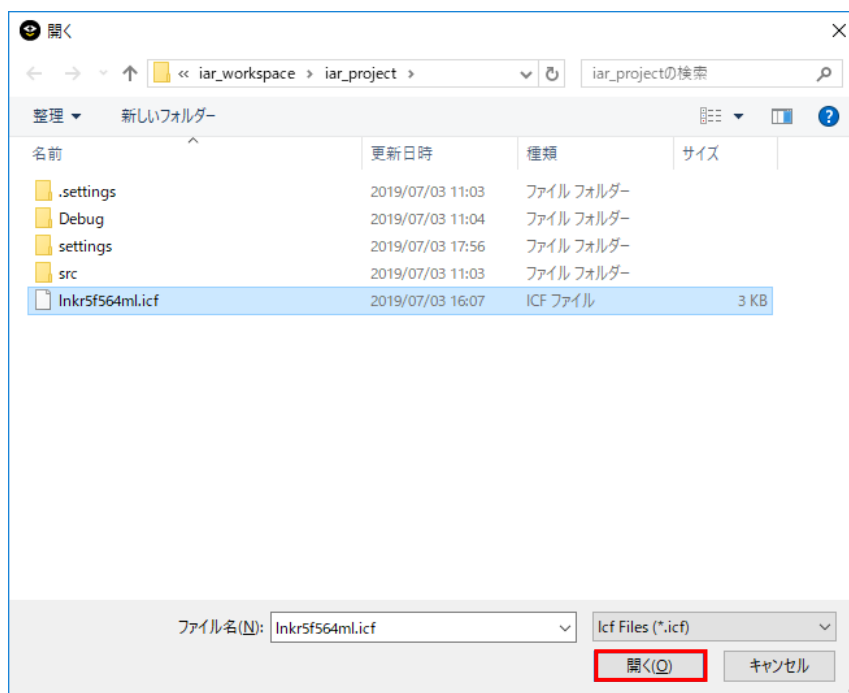 開く
« iar_workspace › iar_project ›
iar_projectの検索
整理 新しいフォルダー
名前 更新日時 種類 サイズ
.settings 2019/07/03 11:03 ファイル フォルダー
Debug 2019/07/03 11:04 ファイル フォルダー
settings 2019/07/03 17:56 ファイル フォルダー
src 2019/07/03 11:03 ファイル フォルダー
lnkr5f564ml.icf 2019/07/03 16:07 ICF ファイル 3 KB
ファイル名(N): lnkr5f564ml.icf Icf Files (*.icf)
開く(O) キャンセル